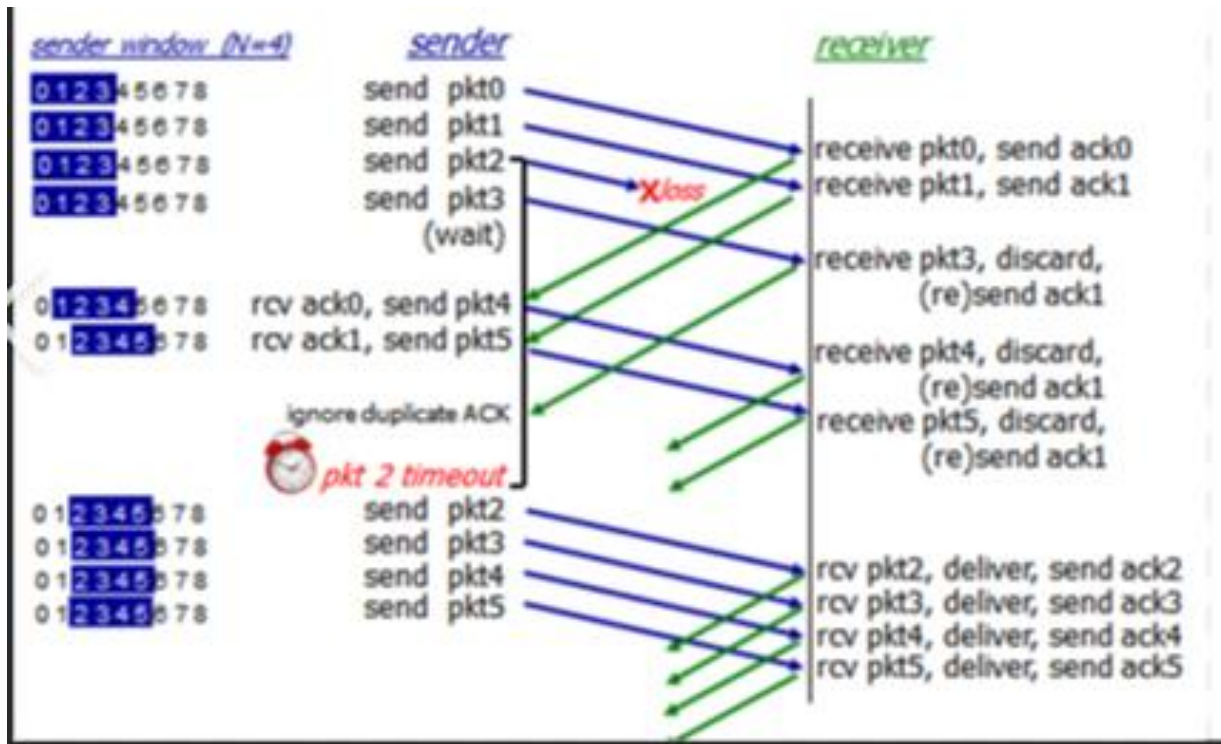 sender window (N=4) sender receiver
0 1 2 3 4 5 6 7 8 send pkt0
0 1 2 3 4 5 6 7 8 send pkt1
receive pkt0, send ack0
0 1 2 3 4 5 6 7 8 send pkt2
receive pkt1, send ack1
X loss
0 1 2 3 4 5 6 7 8 send pkt3
(wait)
receive pkt3, discard,
(re)send ack1
0 1 2 3 4 5 6 7 8 rcv ack0, send pkt4
0 1 2 3 4 5 6 7 8 rcv ack1, send pkt5
receive pkt4, discard,
(re)send ack1
ignore duplicate ACK
receive pkt5, discard,
(re)send ack1
pkt 2 timeout
0 1 2 3 4 5 6 7 8 send pkt2
0 1 2 3 4 5 6 7 8 send pkt3
rcv pkt2, deliver, send ack2
0 1 2 3 4 5 6 7 8 send pkt4
rcv pkt3, deliver, send ack3
0 1 2 3 4 5 6 7 8 send pkt5
rcv pkt4, deliver, send ack4
rcv pkt5, deliver, send ack5